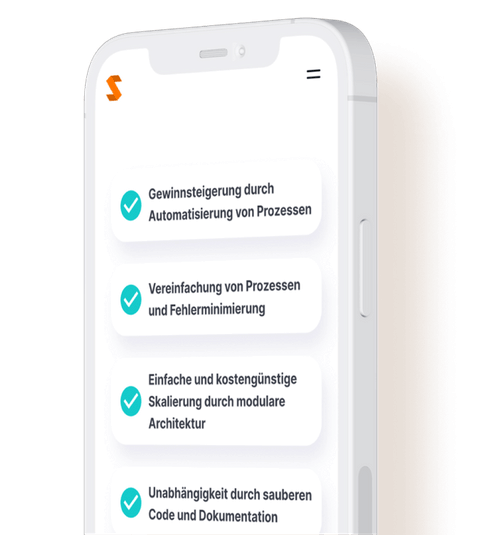 Gewinnsteigerung durch
Automatisierung von Prozessen
Vereinfachung von Prozessen
und Fehlerminimierung
Einfache und kostengünstige
Skalierung durch modulare
Architektur
Unabhängigkeit durch sauberen
Code und Dokumentation